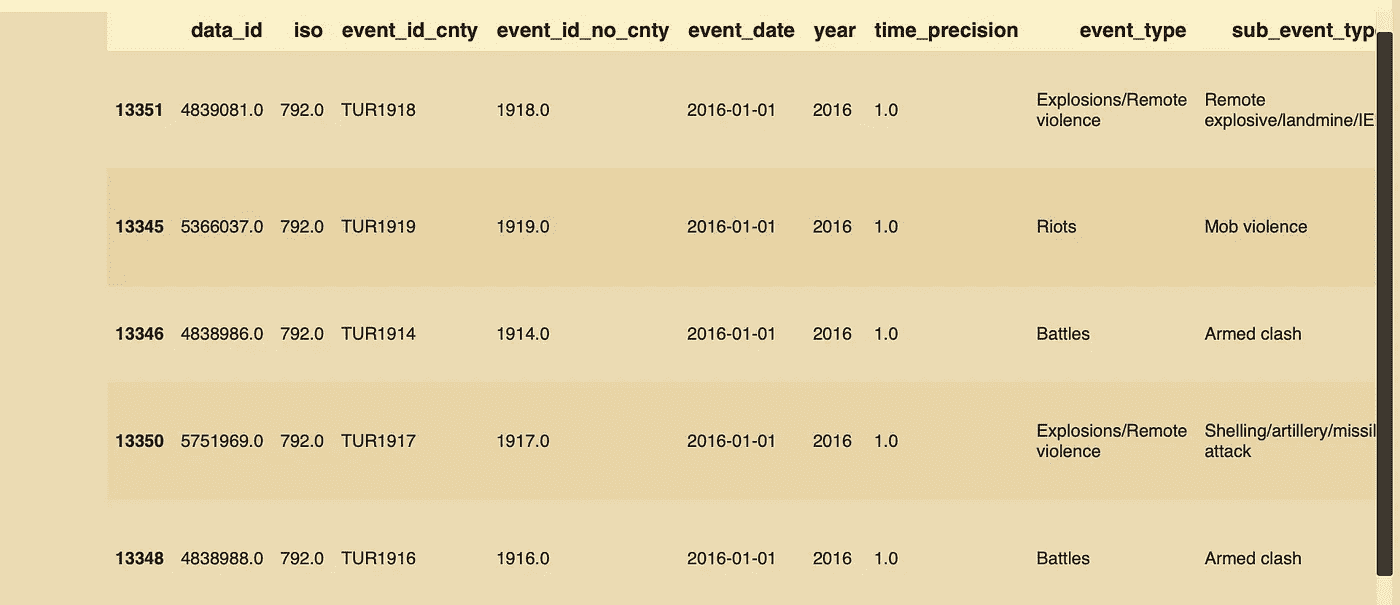 data_id iso event_id_cnty event_id_no_cnty event_date year time_precision event_type sub_event_typ
13351 4839081.0 792.0 TUR1918 1918.0 2016-01-01 2016 1.0 Explosions/Remote violence Remote explosive/landmine/IE
13345 5366037.0 792.0 TUR1919 1919.0 2016-01-01 2016 1.0 Riots Mob violence
13346 4838986.0 792.0 TUR1914 1914.0 2016-01-01 2016 1.0 Battles Armed clash
13350 5751969.0 792.0 TUR1917 1917.0 2016-01-01 2016 1.0 Explosions/Remote violence Shelling/artillery/missil attack
13348 4838988.0 792.0 TUR1916 1916.0 2016-01-01 2016 1.0 Battles Armed clash